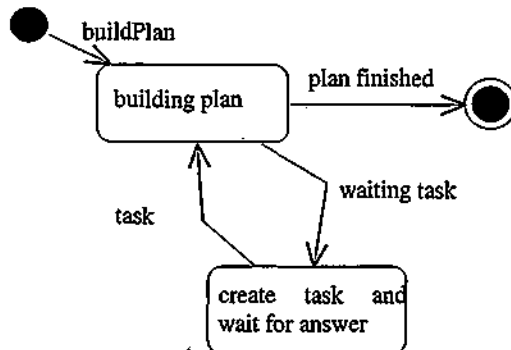 buildPlan
building plan
plan finished
waiting task
task
create task and
wait for answer